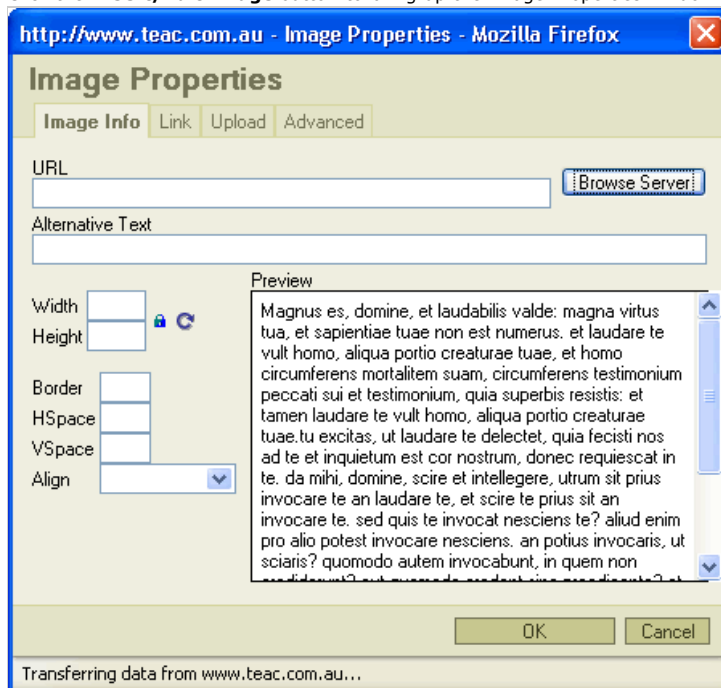 http://www.teac.com.au - Image Properties - Mozilla Firefox
Image Properties
Image Info Link Upload Advanced
URL
Browse Server
Alternative Text
Preview
Width
Height
Border
HSpace
VSpace
Align
Magnus es, domine, et laudabilis valde: magna virtus
tua, et sapientiae tuae non est numerus. et laudare te
vult homo, aliqua portio creaturae tuae, et homo
circumferens mortalitem suam, circumferens testimonium
peccati sui et testimonium, quia superbis resistis: et
tamen laudare te vult homo, aliqua portio creaturae
tuae.tu excitas, ut laudare te delectet, quia fecisti nos
ad te et inquietum est cor nostrum, donec requiescat in
te. da mihi, domine, scire et intellegere, utrum sit prius
invocare te an laudare te, et scire te prius sit an
invocare te. sed quis te invocat nesciens te? aliud enim
pro alio potest invocare nesciens. an potius invocaris, ut
sciaris? quomodo autem invocabunt, in quem non
OK Cancel
Transferring data from www.teac.com.au...